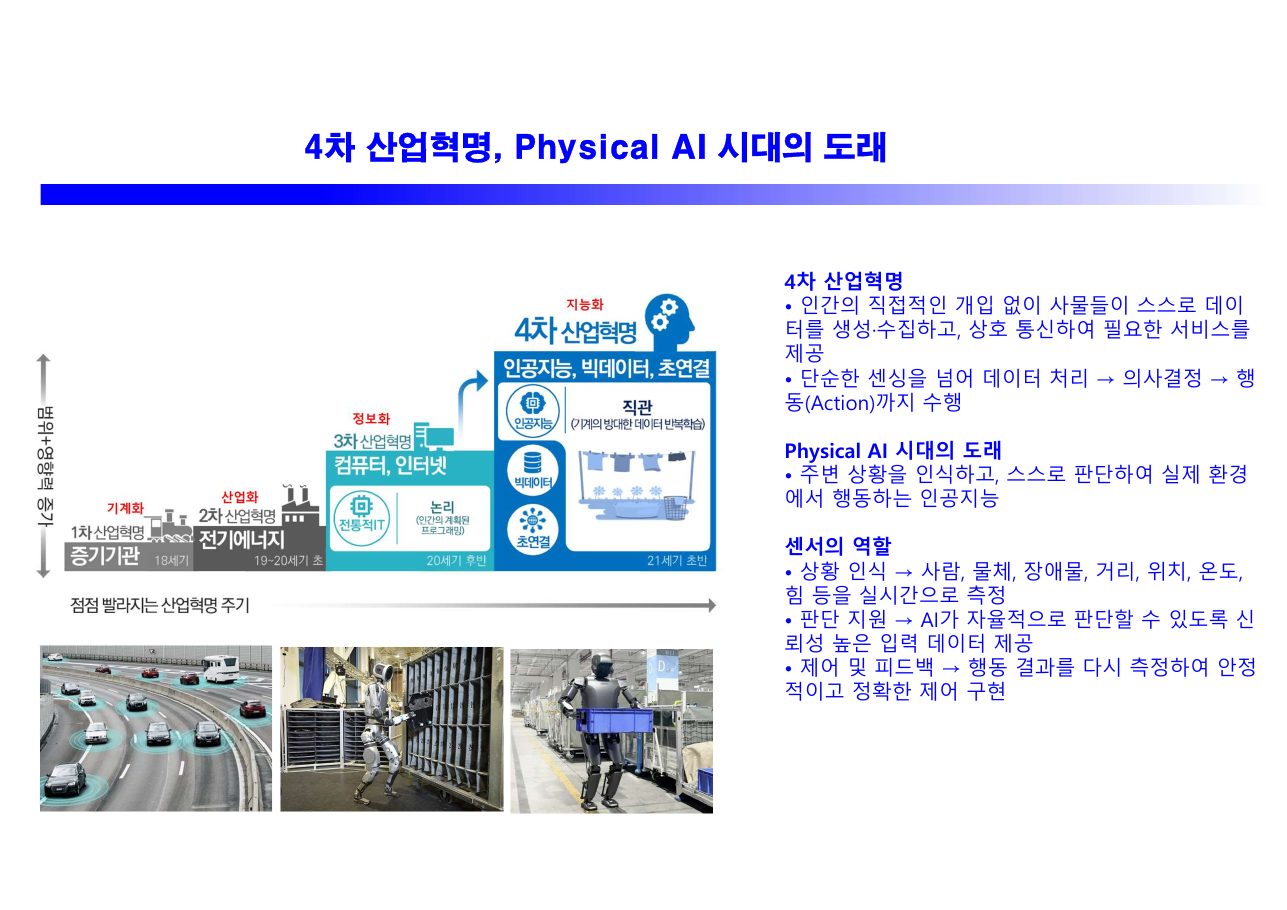 4차 산업혁명, Physical AI 시대의 도래
지능화
4차 산업혁명
인공지능, 빅데이터, 초연결
인공지능
직관
(기계의 방대한 데이터 반복학습)
빅데이터
초연결
21세기 초반
정보화
3차 산업혁명
컴퓨터, 인터넷
전통적IT
논리
(인간의 계획된
프로그래밍)
20세기 후반
산업화
2차 산업혁명
전기에너지
19~20세기 초
기계화
1차 산업혁명
증기기관
18세기
범위+영향력 증가
점점 빨라지는 산업혁명 주기
D
4차 산업혁명
• 인간의 직접적인 개입 없이 사물들이 스스로 데이
터를 생성·수집하고, 상호 통신하여 필요한 서비스를
제공
• 단순한 센싱을 넘어 데이터 처리 → 의사결정 → 행
동(Action)까지 수행
Physical AI 시대의 도래
• 주변 상황을 인식하고, 스스로 판단하여 실제 환경
에서 행동하는 인공지능
센서의 역할
• 상황 인식 → 사람, 물체, 장애물, 거리, 위치, 온도,
힘 등을 실시간으로 측정
• 판단 지원 → AI가 자율적으로 판단할 수 있도록 신
뢰성 높은 입력 데이터 제공
• 제어 및 피드백 → 행동 결과를 다시 측정하여 안정
적이고 정확한 제어 구현